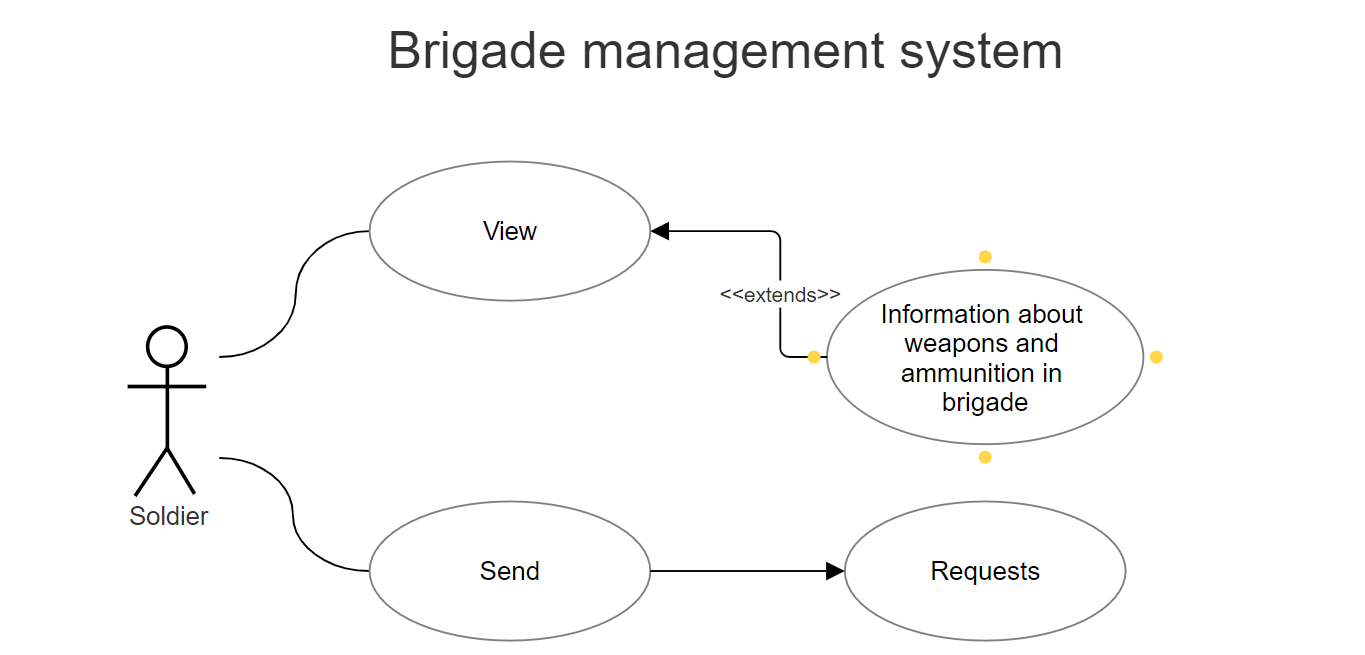 Brigade management system
View
<<extends>>
Information about
weapons and
ammunition in
brigade
Soldier
Send
Requests